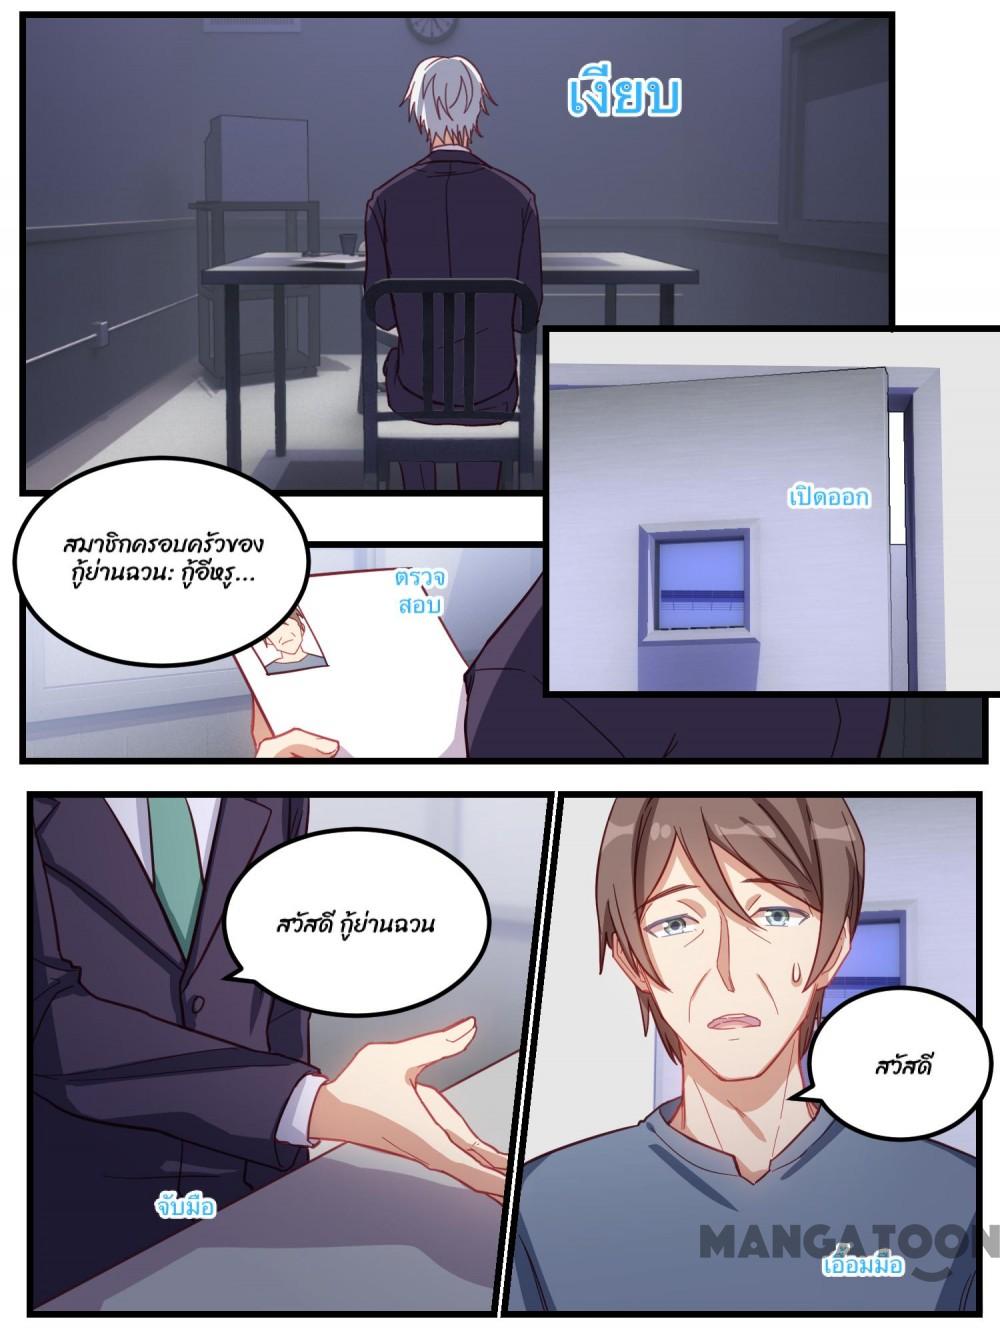 เงียบ
เปิดออก
สมาชิกครอบครัวของ
กู้ย่านฉวน: กู้อีหรู...
ตรวจ
สอบ
สวัสดี กู้ย่านฉวน
สวัสดี
จับมือ
MANGATOON
เอื้อมมือ